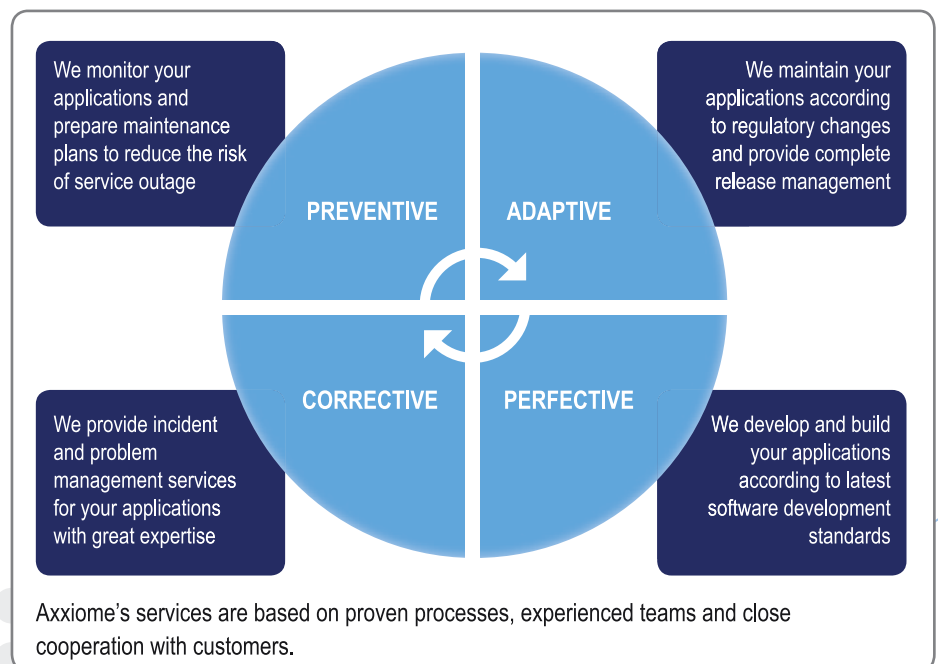 We monitor your
applications and
prepare maintenance
plans to reduce the risk
of service outage
We maintain your
applications according
to regulatory changes
and provide complete
release management
PREVENTIVE
ADAPTIVE
CORRECTIVE
PERFECTIVE
We provide incident
and problem
management services
for your applications
with great expertise
We develop and build
your applications
according to latest
software development
standards
Axxiome's services are based on proven processes, experienced teams and close
cooperation with customers.